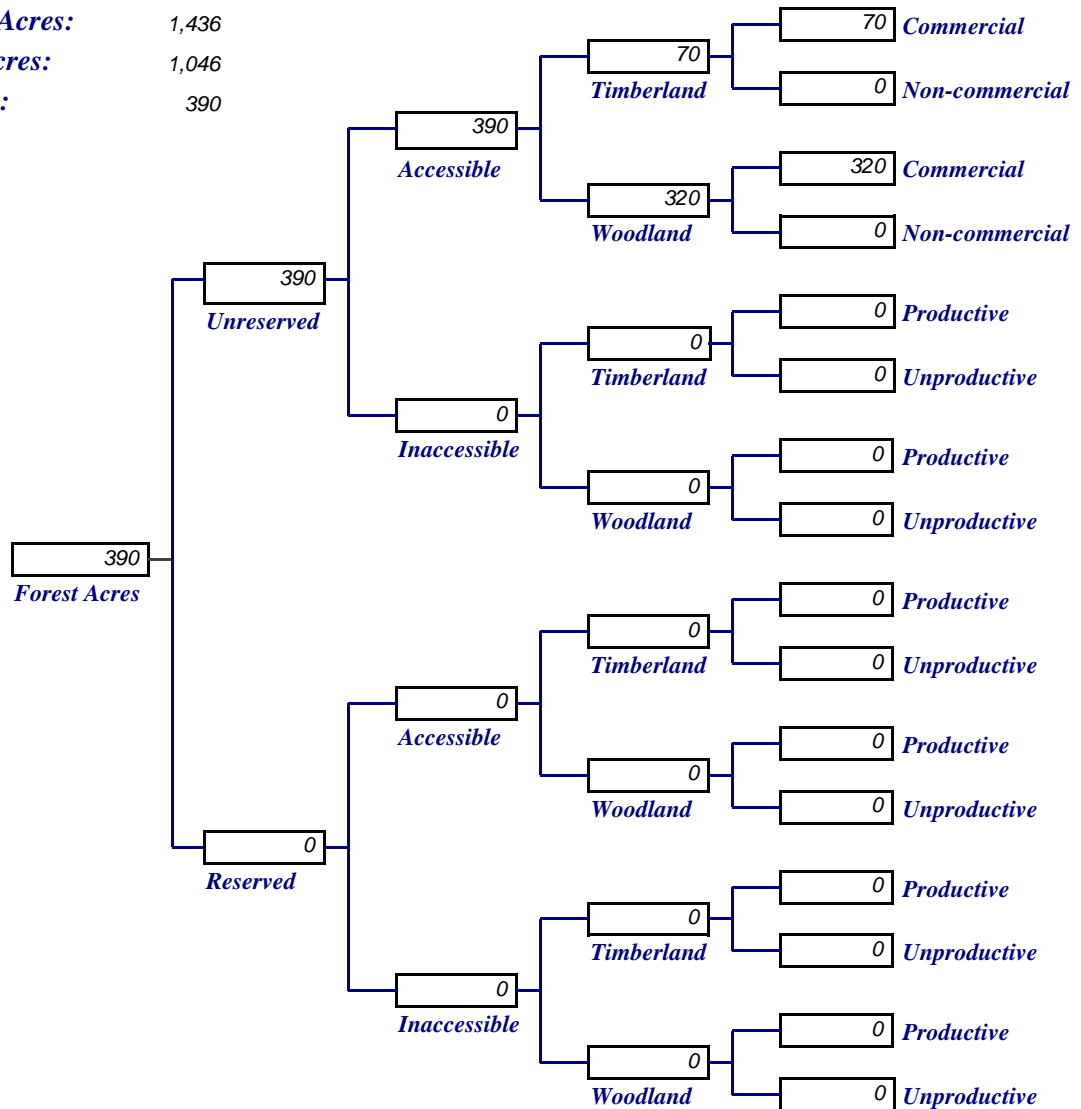 Acres: 1,436
cres: 1,046
: 390
70 Commercial
70
Timberland
0 Non-commercial
390
Accessible
320 Commercial
320
Woodland
0 Non-commercial
390
Unreserved
0 Productive
0
Timberland
0 Unproductive
0
Inaccessible
0 Productive
0
Woodland
0 Unproductive
390
Forest Acres
0 Productive
0
Timberland
0 Unproductive
0
Accessible
0 Productive
0
Woodland
0 Unproductive
0
Reserved
0 Productive
0
Timberland
0 Unproductive
0
Inaccessible
0 Productive
0
Woodland
0 Unproductive